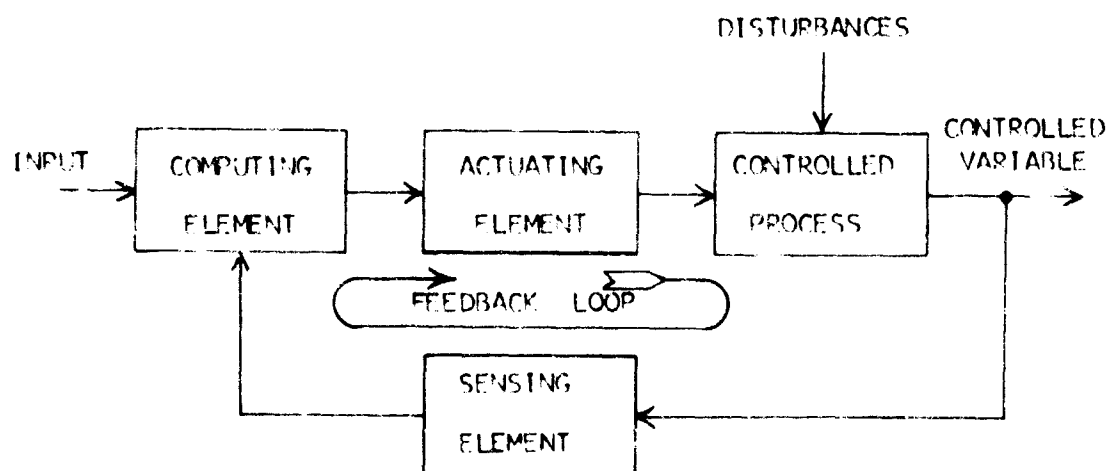 DISTURBANCES
INPUT
COMPUTING
ELEMENT
ACTUATING
ELEMENT
CONTROLLED
PROCESS
CONTROLLED
VARIABLE
FEEDBACK LOOP
SENSING
ELEMENT